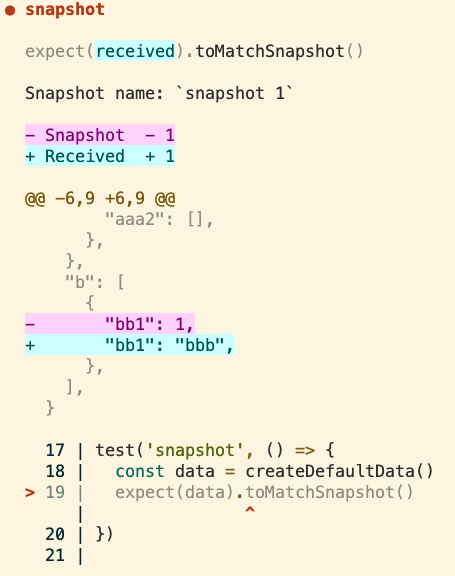 ● snapshot
expect(received).toMatchSnapshot()
Snapshot name: `snapshot 1`
- Snapshot  - 1
+ Received  + 1
@@ -6,9 +6,9 @@
        "aaa2": [],
      },
    },
    "b": [
      {
-       "bb1": 1,
+       "bb1": "bbb",
      },
    ],
  }
  17 | test('snapshot', () => {
  18 |   const data = createDefaultData()
> 19 |   expect(data).toMatchSnapshot()
     |                ^
  20 | })
  21 |